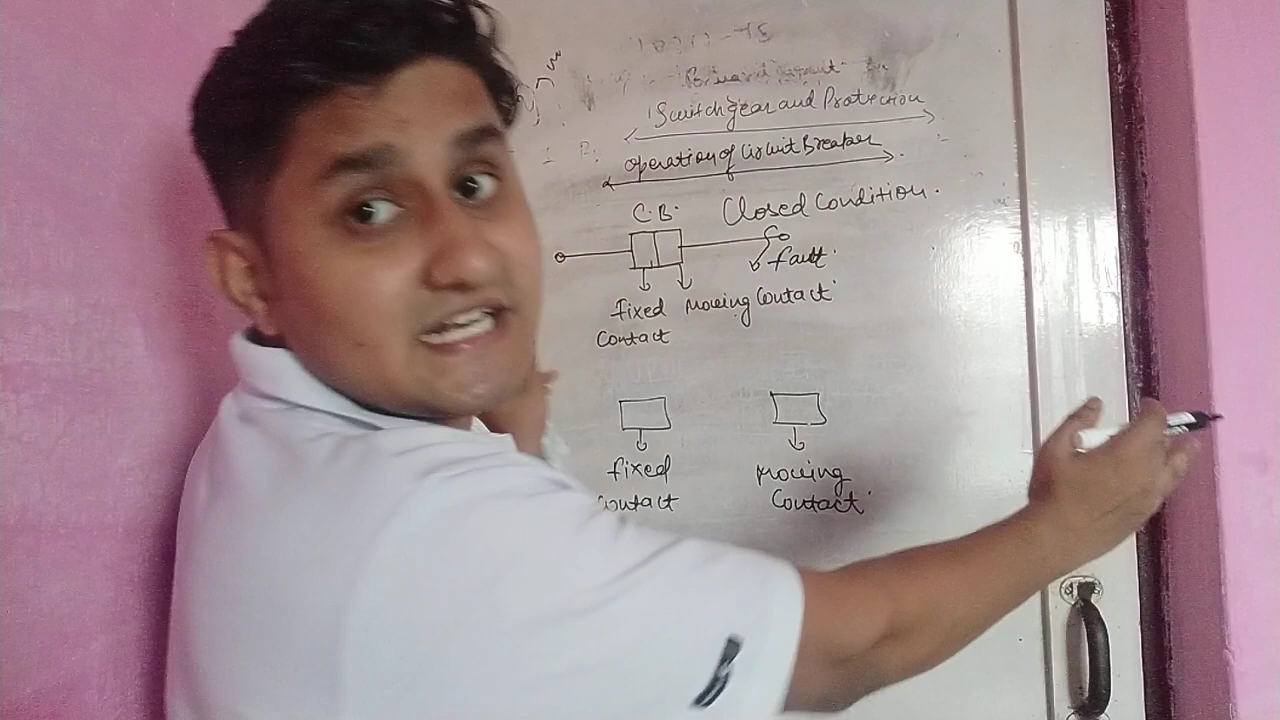 Switchgear and Protection
operation of Circuit Breaker
C.B. Closed Condition.
fault.
fixed Moving Contact
Contact
fixed Moving
Contact Contact